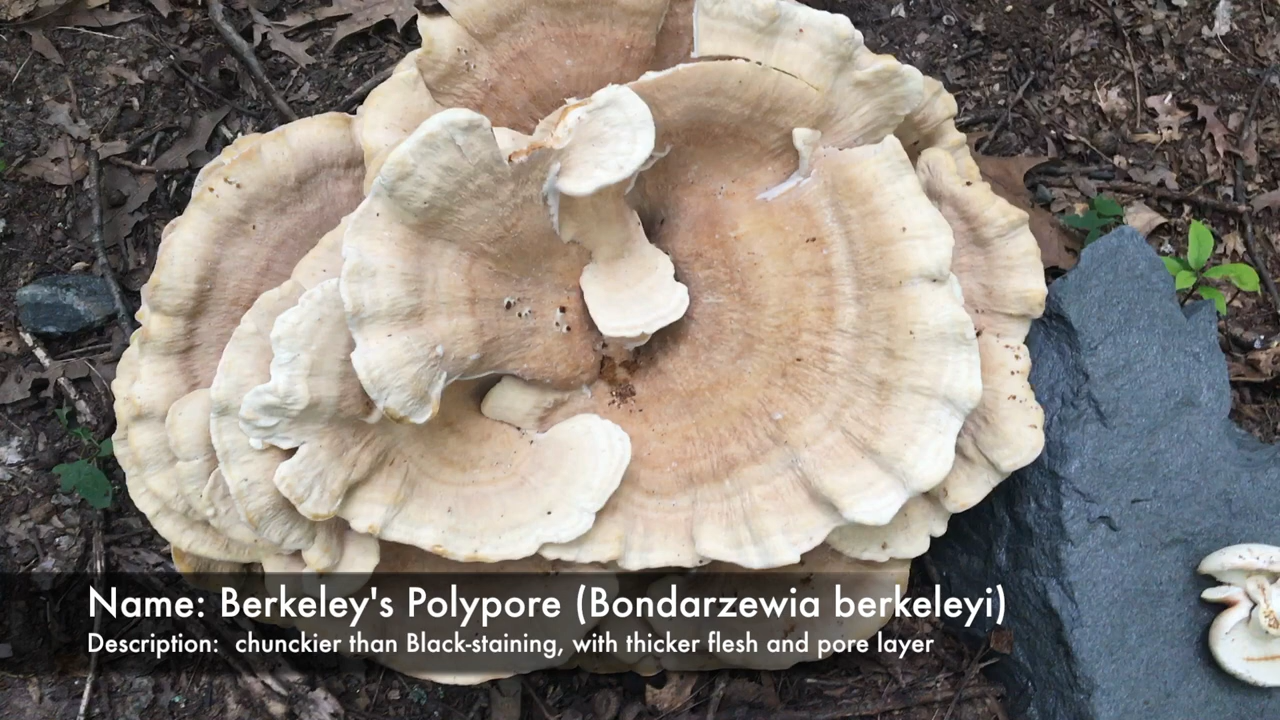 Name: Berkeley's Polypore (Bondarzewia berkeleyi)
Description: chunckier than Black-staining, with thicker flesh and pore layer